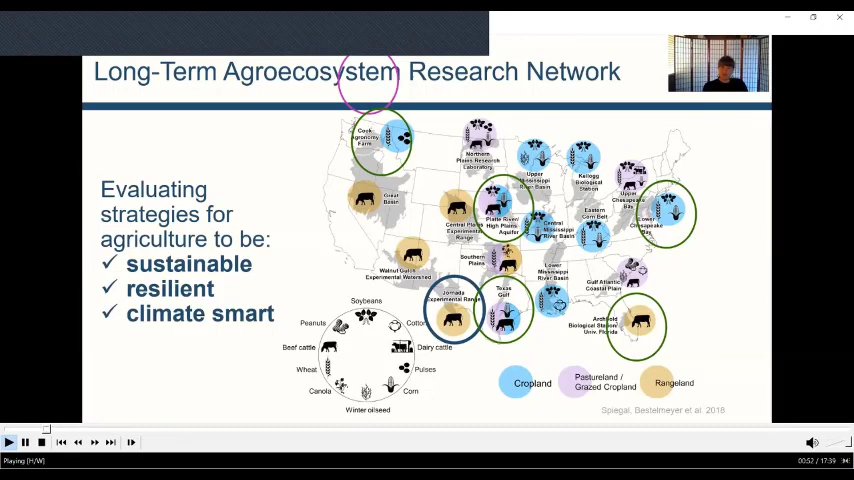 Long-Term Agroecosystem Research Network
Evaluating
strategies for
agriculture to be:
✓ sustainable
✓ resilient
✓ climate smart
Cook
Agronomy
Farm
Northern
Plains Research
Laboratory
Upper
Mississippi
River Basin
Kellogg
Biological
Station
Upper
Chesapeake
Bay
Great
Basin
Central Plains
Experimental
Range
Platte River/
High Plains
Aquifer
Central
Mississippi
River Basin
Eastern
Corn Belt
Lower
Chesapeake
Bay
Walnut Gulch
Experimental Watershed
Southern
Plains
Lower
Mississippi
River Basin
Gulf Atlantic
Coastal Plain
Jornada
Experimental Range
Texas
Gulf
Archbold
Biological Station/
Univ. Florida
Soybeans
Peanuts
Cotton
Beef cattle
Dairy cattle
Wheat
Pulses
Canola
Corn
Winter oilseed
Cropland
Pastureland /
Grazed Cropland
Rangeland
Spiegal, Bestelmeyer et al. 2018
Playing [H/W]
00:52 / 17:39